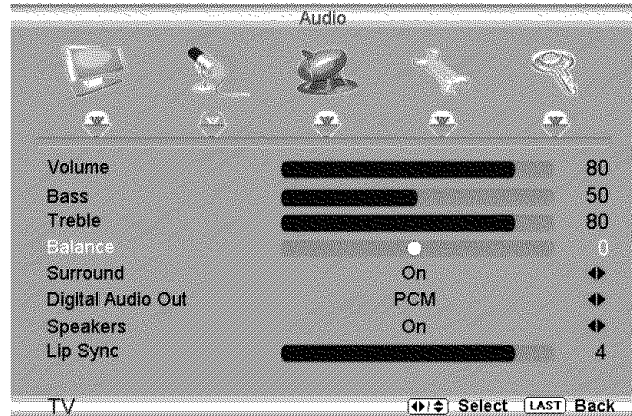 Audio
Volume 80
Bass 50
Treble 80
Balance 0
Surround On
Digital Audio Out PCM
Speakers On
Lip Sync 4
TV Select LAST Back